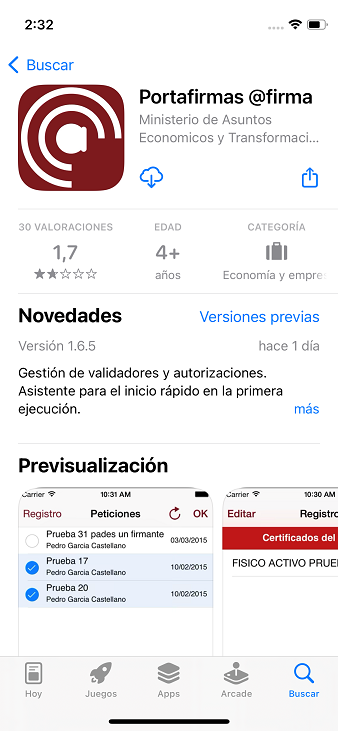 2:32
Buscar
Portafirmas @firma
Ministerio de Asuntos
Economicos y Transformaci...
30 VALORACIONES
EDAD
CATEGORÍA
1,7
4+
años
Economía y empre
Novedades
Versiones previas
Versión 1.6.5
hace 1 día
Gestión de validadores y autorizaciones.
Asistente para el inicio rápido en la primera
ejecución.
más
Previsualización
Carrier
10:31 AM
Registro
Peticiones
OK
Prueba 31 pades un firmante
Pedro García Castellano
03/03/2015
Prueba 17
Pedro García Castellano
10/02/2015
Prueba 20
Pedro García Castellano
10/02/2015
Carrier
10:30 AM
Editar
Registro
Certificados del
FISICO ACTIVO PRUE
Hoy
Juegos
Apps
Arcade
Buscar